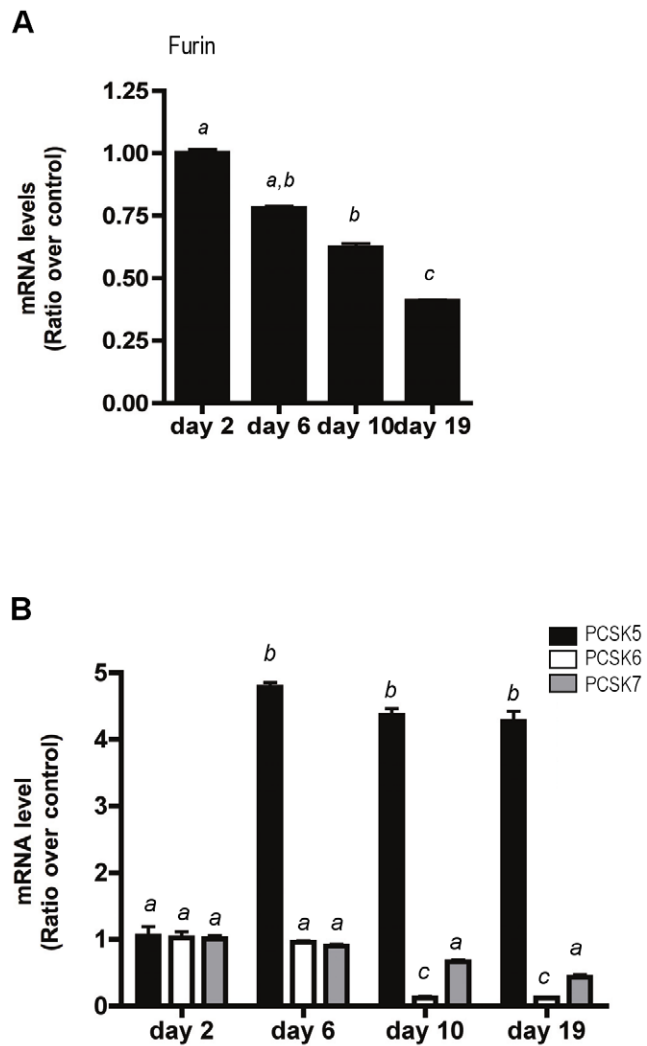 A
Furin
mRNA levels
(Ratio over control)
1.25
1.00
0.75
0.50
0.25
0.00
a
a,b
b
c
day 2 day 6 day 10day 19
B
PCSK5
PCSK6
PCSK7
mRNA level
(Ratio over control)
5
4
3
2
1
0
a a a
b a a
b c a
b c a
day 2 day 6 day 10 day 19